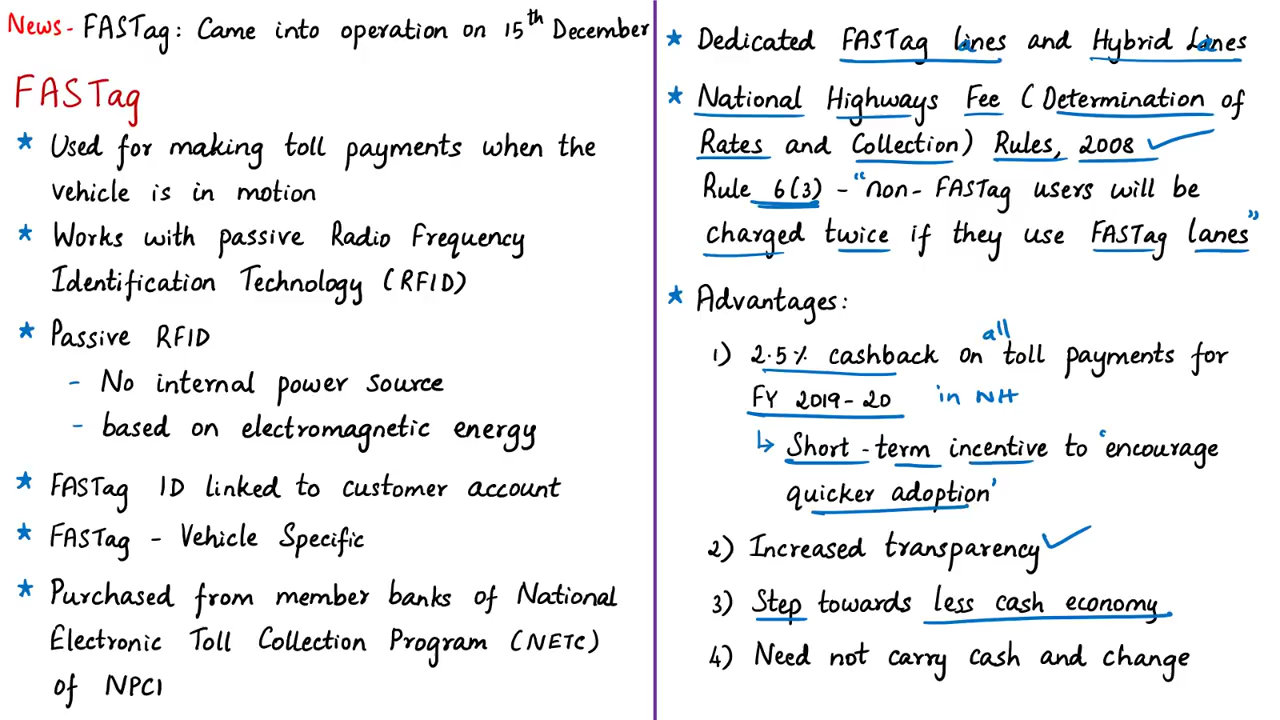 News- FASTag: Came into operation on 15th December
FASTag
* Used for making toll payments when the
vehicle is in motion
* Works with passive Radio Frequency
Identification Technology (RFID)
* Passive RFID
- No internal power source
- based on electromagnetic energy
* FASTag ID linked to customer account
* FASTag - Vehicle Specific
* Purchased from member banks of National
Electronic Toll Collection Program (NETC)
of NPCI
* Dedicated FASTag lanes and Hybrid Lanes
* National Highways Fee (Determination of
Rates and Collection) Rules, 2008 ✓
Rule 6(3) - "non-FASTag users will be
charged twice if they use FASTag lanes"
* Advantages:
1) 2.5% cashback on all toll payments for
FY 2019-20 in NH
↳ Short-term incentive to 'encourage
quicker adoption'
2) Increased transparency ✓
3) Step towards less cash economy
4) Need not carry cash and change